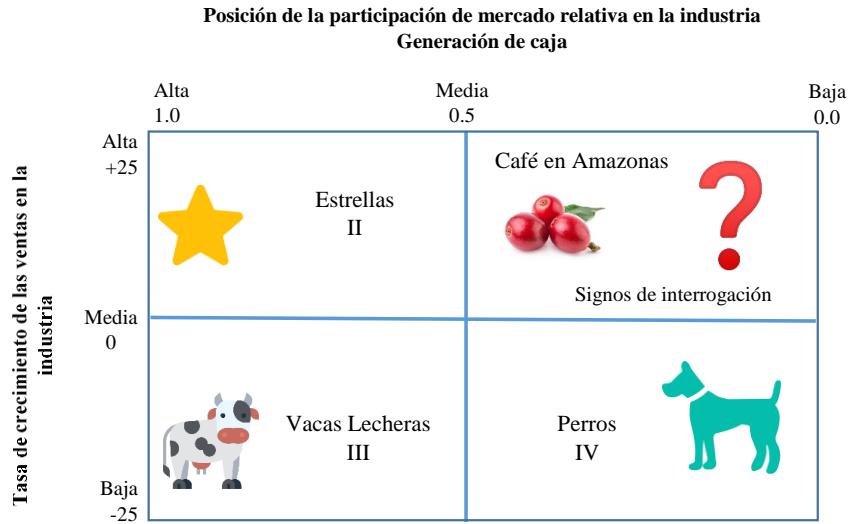 Posición de la participación de mercado relativa en la industria
Generación de caja
Alta
1.0
Media
0.5
Baja
0.0
Tasa de crecimiento de las ventas en la
industria
Alta
+25
Estrellas
II
Café en Amazonas
Signos de interrogación
Media
0
Vacas Lecheras
III
Perros
IV
Baja
-25